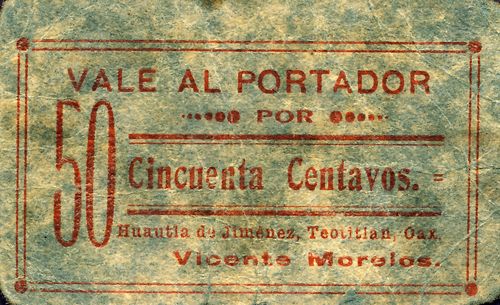 VALE AL PORTADOR
POR
50
Cincuenta Centavos.
Huautla de Jiménez, Teotitlan, Oax.
Vicente Morelos.